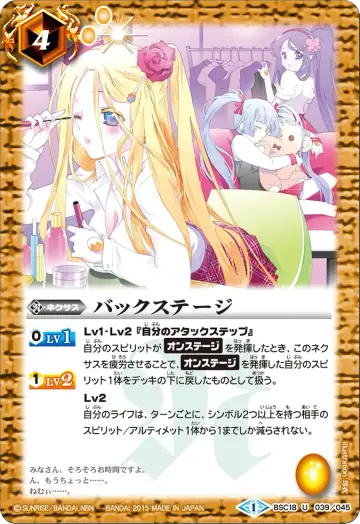 4
ネクサス バックステージ
0 LV1
1 LV2
Lv1・Lv2『自分のアタックステップ』
自分のスピリットが オンステージ を発揮したとき、このネ
クサスを疲労させることで、オンステージ を発揮した自分のスピ
リット1体をデッキの下に戻したものとして扱う。
Lv2
自分のライフは、ターンごとに、シンボル2つ以上を持つ相手の
スピリット/アルティメット1体から1までしか減らされない。
みなさん、そろそろお時間ですよ。
ん、もうちょっと……。
ねむい……。
©SUNRISE/BANDAI,NBN BANDAI 2015 MADE IN JAPAN
1 BSC18 U 039/045